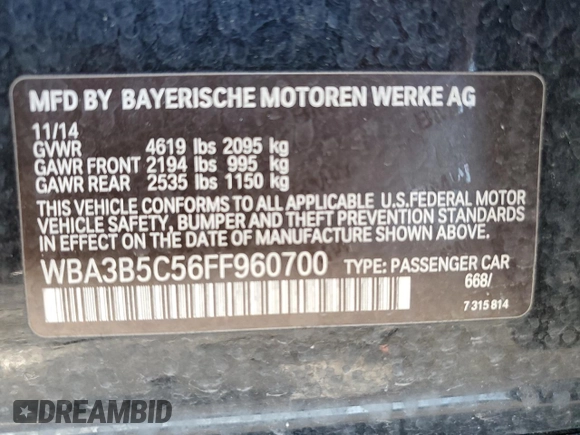 MFD BY BAYERISCHE MOTOREN WERKE AG
11/14
GVWR 4619 lbs 2095 kg
GAWR FRONT 2194 lbs 995 kg
GAWR REAR 2535 lbs 1150 kg
THIS VEHICLE CONFORMS TO ALL APPLICABLE U.S.FEDERAL MOTOR
VEHICLE SAFETY, BUMPER AND THEFT PREVENTION STANDARDS
IN EFFECT ON THE DATE OF MANUFACTURE SHOWN ABOVE.
WBA3B5C56FF960700 TYPE: PASSENGER CAR
668/
7 315 814
DREAMBID